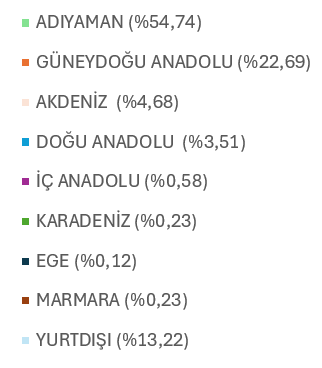 ADIYAMAN (%54,74)
GÜNEYDOĞU ANADOLU (%22,69)
AKDENİZ  (%4,68)
DOĞU ANADOLU  (%3,51)
İÇ ANADOLU (%0,58)
KARADENİZ (%0,23)
EGE (%0,12)
MARMARA (%0,23)
YURTDIŞI (%13,22)